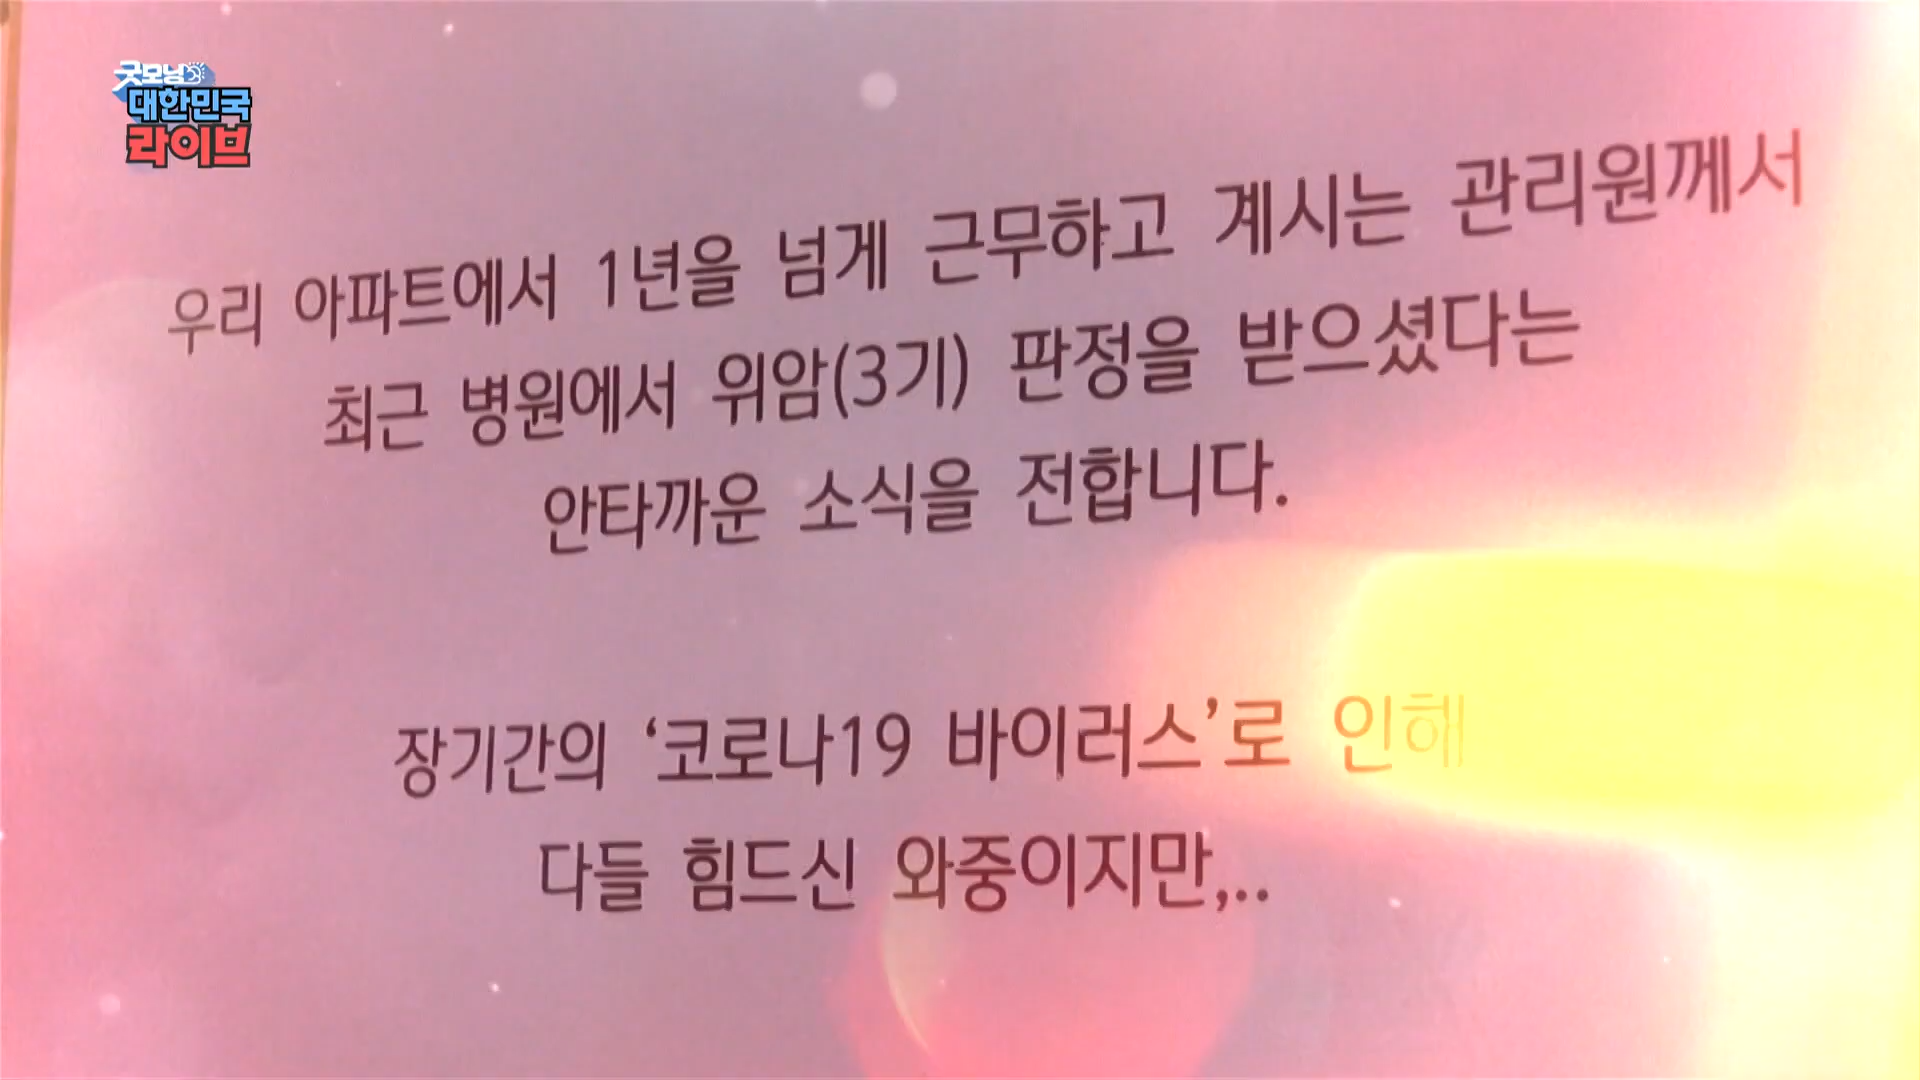 굿모닝
대한민국
라이브
우리 아파트에서 1년을 넘게 근무하고 계시는 관리원께서
최근 병원에서 위암(3기) 판정을 받으셨다는
안타까운 소식을 전합니다.
장기간의 ‘코로나19 바이러스’로 인해
다들 힘드신 와중이지만,..